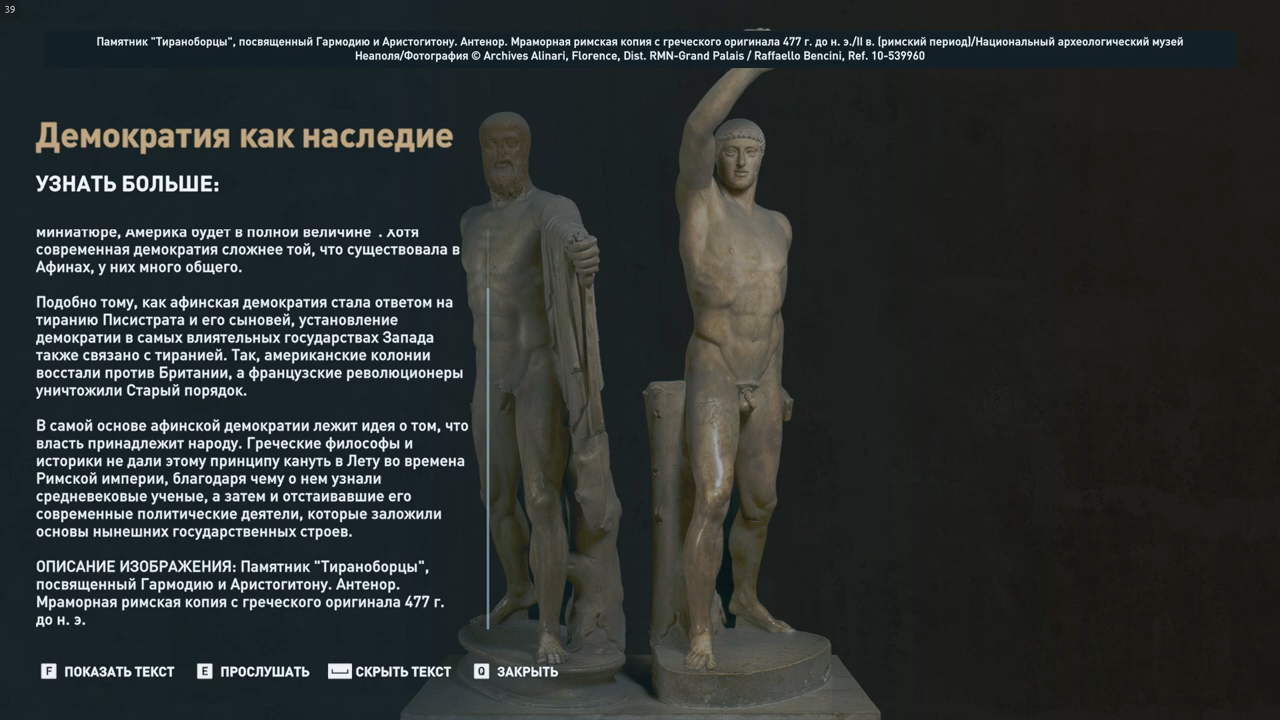 39
Памятник "Тираноборцы", посвященный Гармодию и Аристогитону. Антенор. Мраморная римская копия с греческого оригинала 477 г. до н. э./II в. (римский период)/Национальный археологический музей
Неаполя/Фотография © Archives Alinari, Florence, Dist. RMN-Grand Palais / Raffaello Bencini, Ref. 10-539960
Демократия как наследие
УЗНАТЬ БОЛЬШЕ:
миниатюре, Америка будет в полной величине". Хотя
современная демократия сложнее той, что существовала в
Афинах, у них много общего.
Подобно тому, как афинская демократия стала ответом на
тиранию Писистрата и его сыновей, установление
демократии в самых влиятельных государствах Запада
также связано с тиранией. Так, американские колонии
восстали против Британии, а французские революционеры
уничтожили Старый порядок.
В самой основе афинской демократии лежит идея о том, что
власть принадлежит народу. Греческие философы и
историки не дали этому принципу кануть в Лету во времена
Римской империи, благодаря чему о нем узнали
средневековые ученые, а затем и отстаивавшие его
современные политические деятели, которые заложили
основы нынешних государственных строев.
ОПИСАНИЕ ИЗОБРАЖЕНИЯ: Памятник "Тираноборцы",
посвященный Гармодию и Аристогитону. Антенор.
Мраморная римская копия с греческого оригинала 477 г.
до н. э.
F ПОКАЗАТЬ ТЕКСТ E ПРОСЛУШАТЬ СКРЫТЬ ТЕКСТ Q ЗАКРЫТЬ